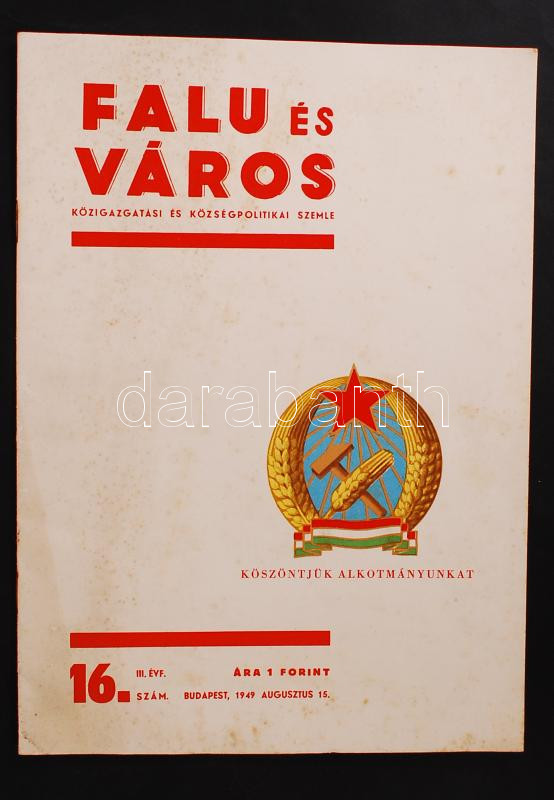 FALU ÉS
VÁROS
KÖZIGAZGATÁSI ÉS KÖZSÉGPOLITIKAI SZEMLE
darabanth
KÖSZÖNTJÜK ALKOTMÁNYUNKAT
16. III. ÉVF. ÁRA 1 FORINT
SZÁM. BUDAPEST, 1949 AUGUSZTUS 15.